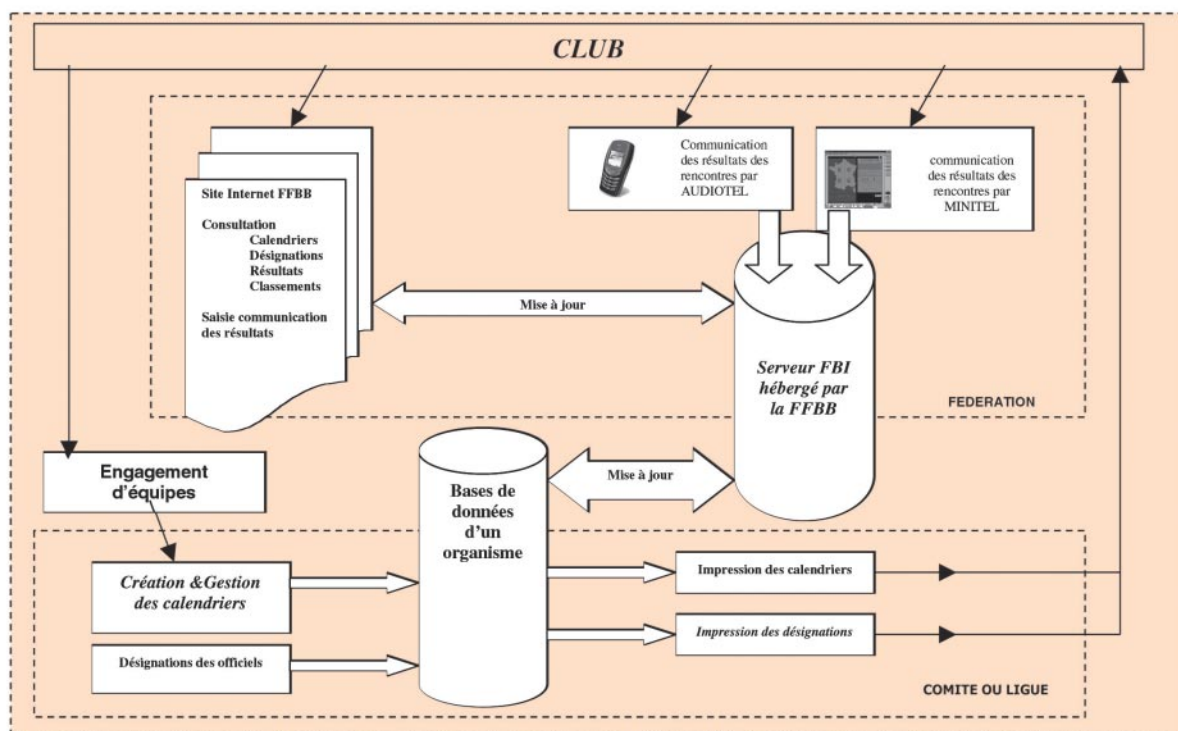 CLUB
Site Internet FFBB
Consultation
Calendriers
Désignations
Résultats
Classements
Saisie communication
des résultats
Communication
des résultats des
rencontres par
AUDIOTEL
communication
des résultats des
rencontres par
MINITEL
Mise à jour
Serveur FBI
hébergé par
la FFBB
FEDERATION
Engagement
d'équipes
Bases de
données
d'un
organisme
Mise à jour
Création &Gestion
des calendriers
Désignations des officiels
Impression des calendriers
Impression des désignations
COMITE OU LIGUE